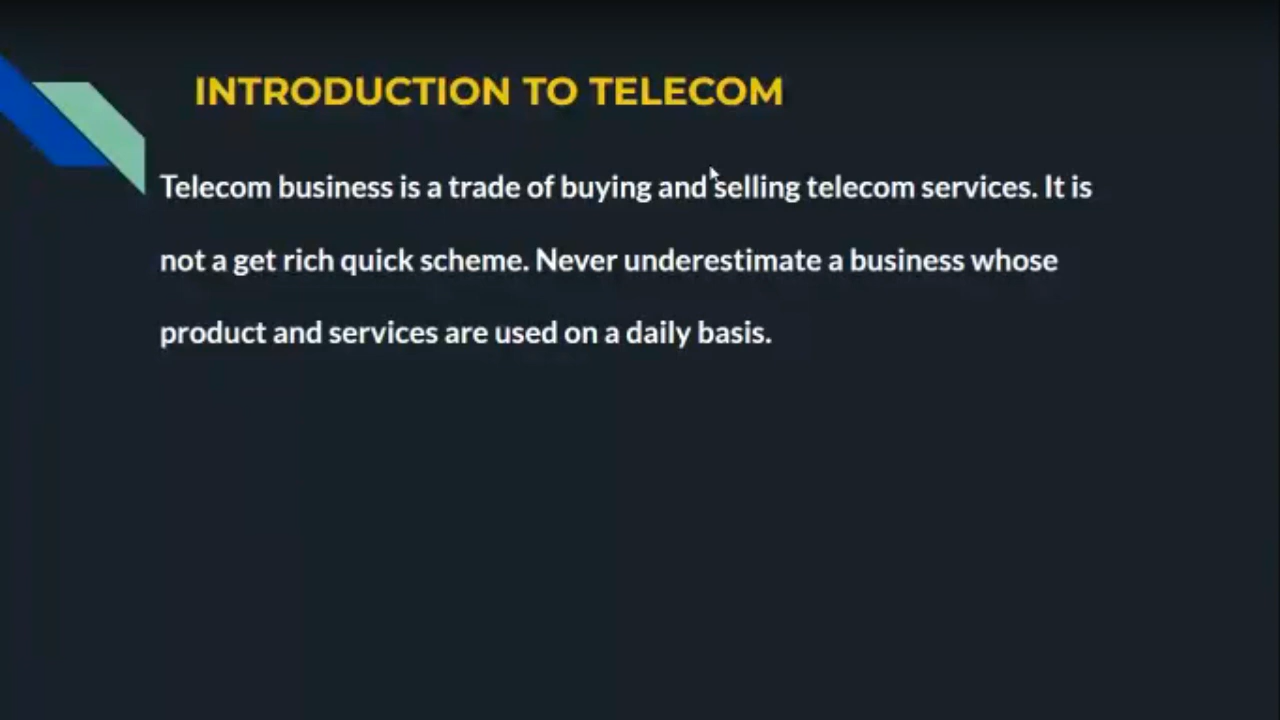 INTRODUCTION TO TELECOM
Telecom business is a trade of buying and selling telecom services. It is
not a get rich quick scheme. Never underestimate a business whose
product and services are used on a daily basis.